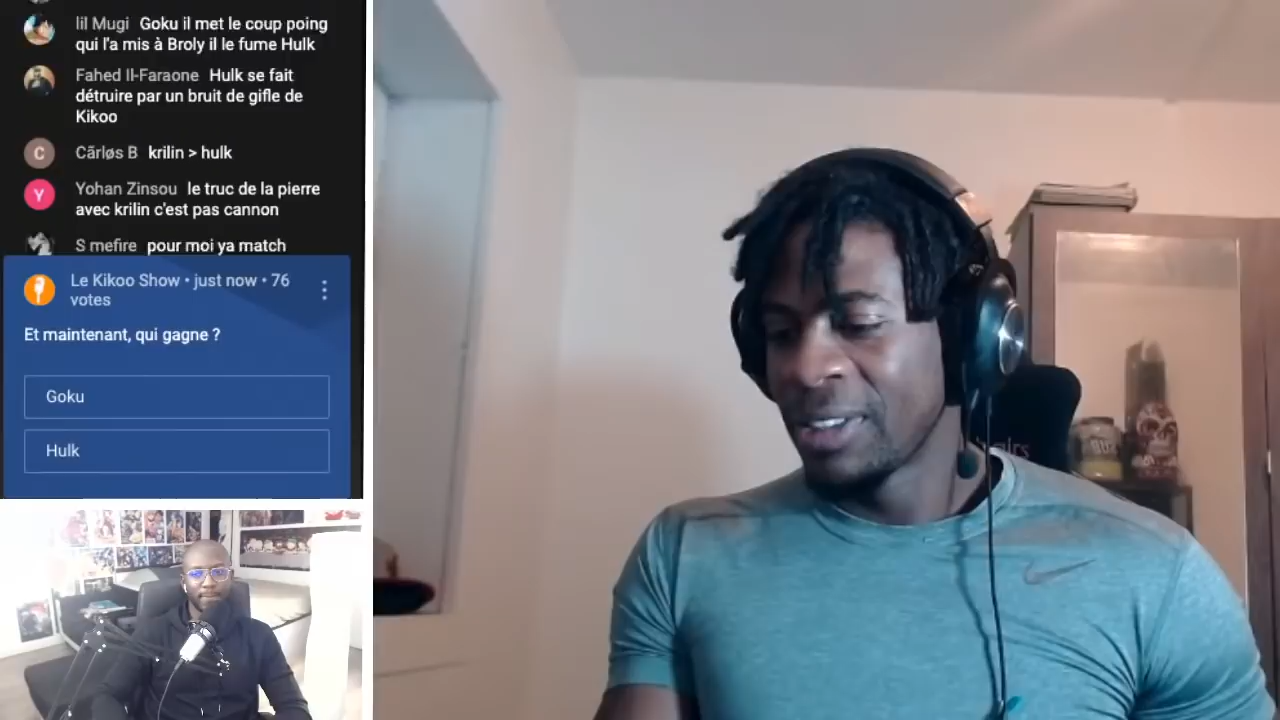 lil Mugi Goku il met le coup poing
qui l'a mis à Broly il le fume Hulk
Fahed Il-Faraone Hulk se fait
détruire par un bruit de gifle de
Kikoo
C
Cãrløs B krilin > hulk
Y
Yohan Zinsou le truc de la pierre
avec krilin c'est pas cannon
S mefire pour moi ya match
Le Kikoo Show • just now • 76
votes
Et maintenant, qui gagne ?
Goku
Hulk